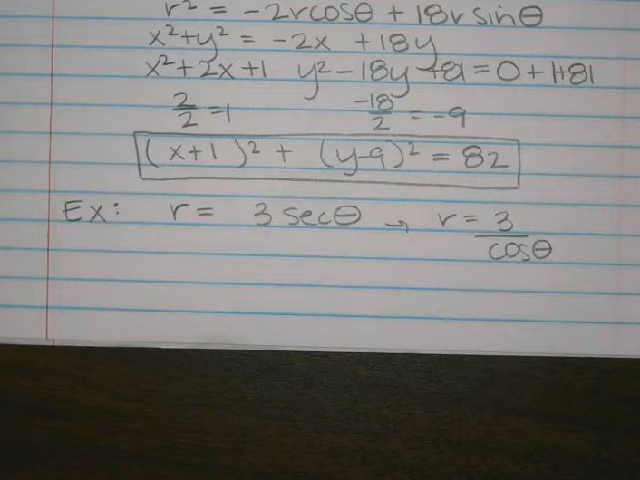 r² = -2rcosθ + 18r sinθ
x²+y² = -2x +18y
x²+2x+1 y²-18y+81=0+1+81
2/2=1 -18/2=-9
(x+1)² + (y-9)² = 82
Ex: r = 3 secθ → r = 3/cosθ